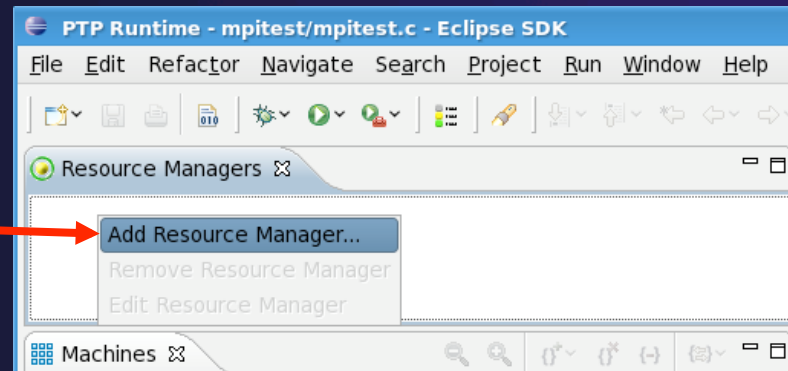 PTP Runtime - mpitest/mpitest.c - Eclipse SDK
File Edit Refactor Navigate Search Project Run Window Help
010
Resource Managers
Add Resource Manager...
Remove Resource Manager
Edit Resource Manager
Machines